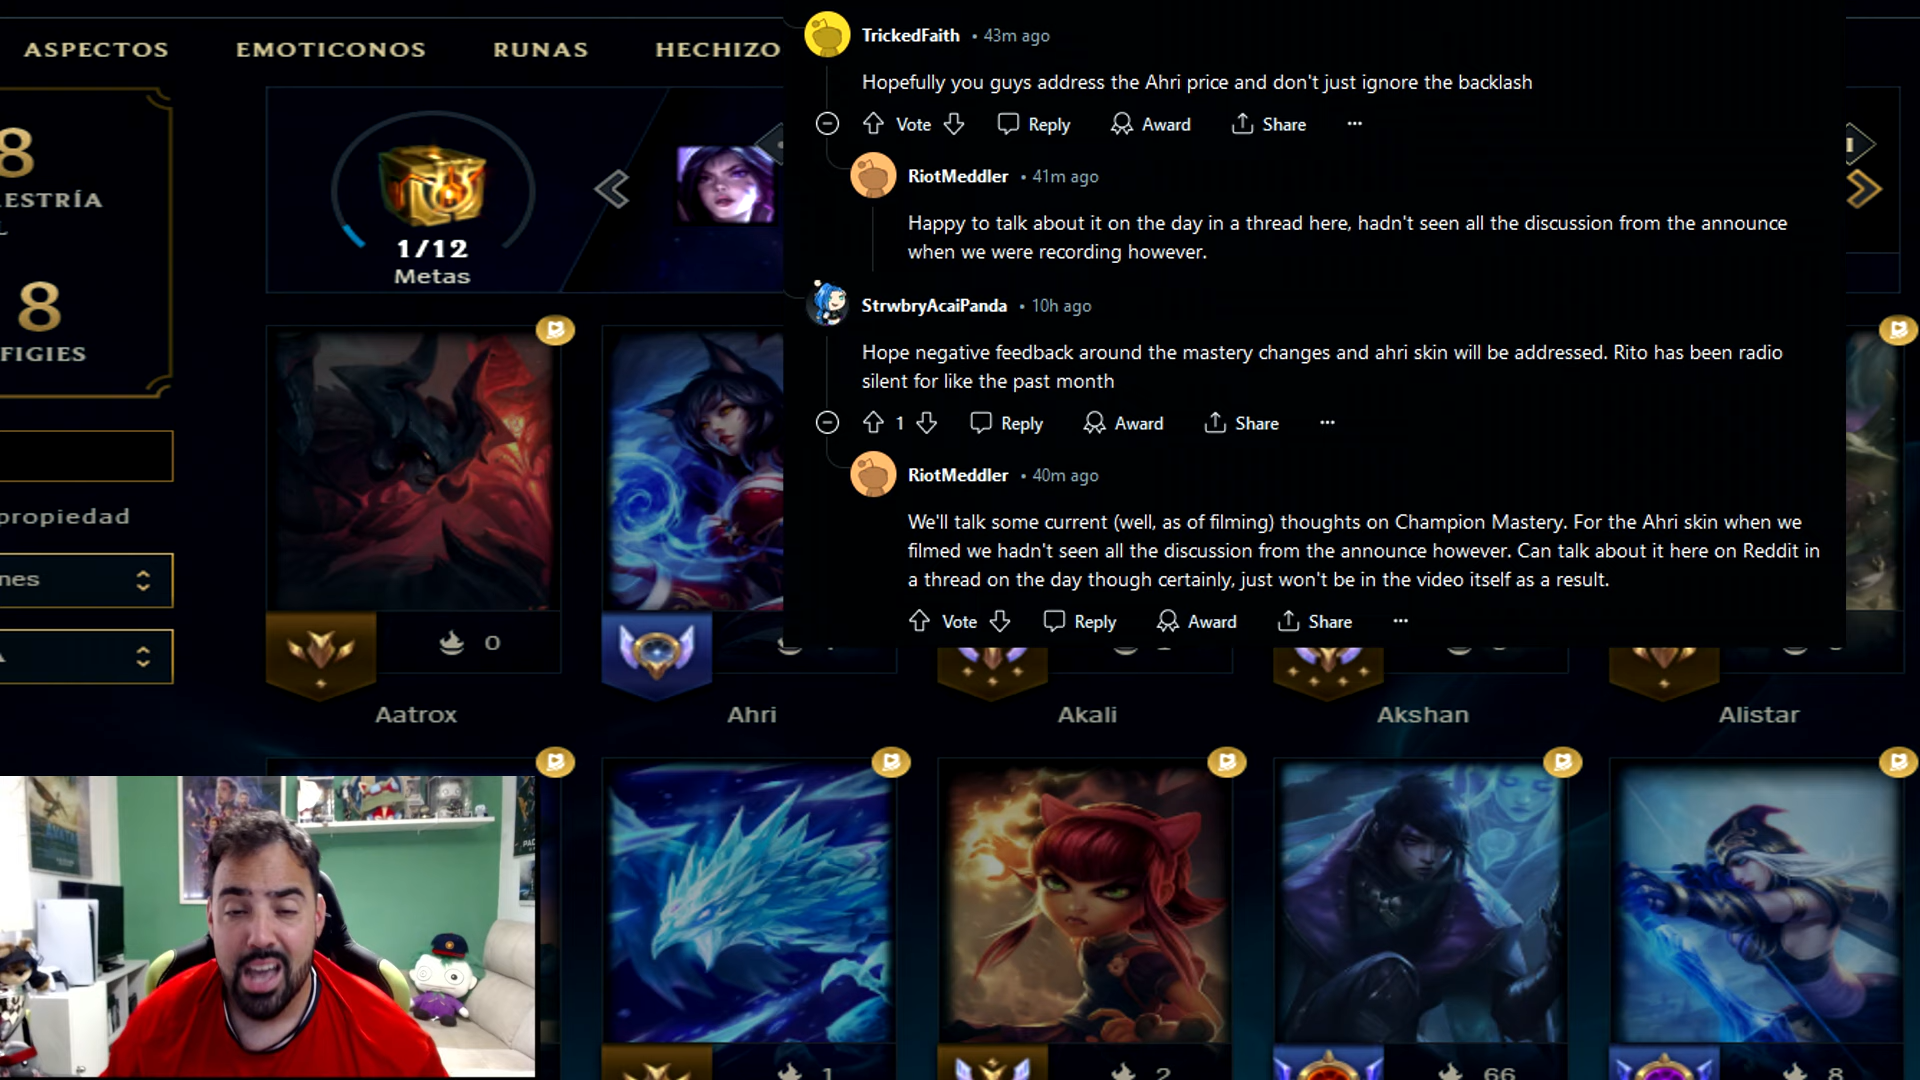 ASPECTOS EMOTICONOS RUNAS HECHIZO
8
ESTRÍA
8
FIGIES
propiedad
nes
A
1/12
Metas
TrickedFaith • 43m ago
Hopefully you guys address the Ahri price and don't just ignore the backlash
Vote Reply Award Share ...
RiotMeddler • 41m ago
Happy to talk about it on the day in a thread here, hadn't seen all the discussion from the announce
when we were recording however.
StrwbryAcaiPanda • 10h ago
Hope negative feedback around the mastery changes and ahri skin will be addressed. Rito has been radio
silent for like the past month
1 Reply Award Share ...
RiotMeddler • 40m ago
We'll talk some current (well, as of filming) thoughts on Champion Mastery. For the Ahri skin when we
filmed we hadn't seen all the discussion from the announce however. Can talk about it here on Reddit in
a thread on the day though certainly, just won't be in the video itself as a result.
Vote Reply Award Share ...
0
Aatrox Ahri Akali Akshan Alistar
1 2 66 8